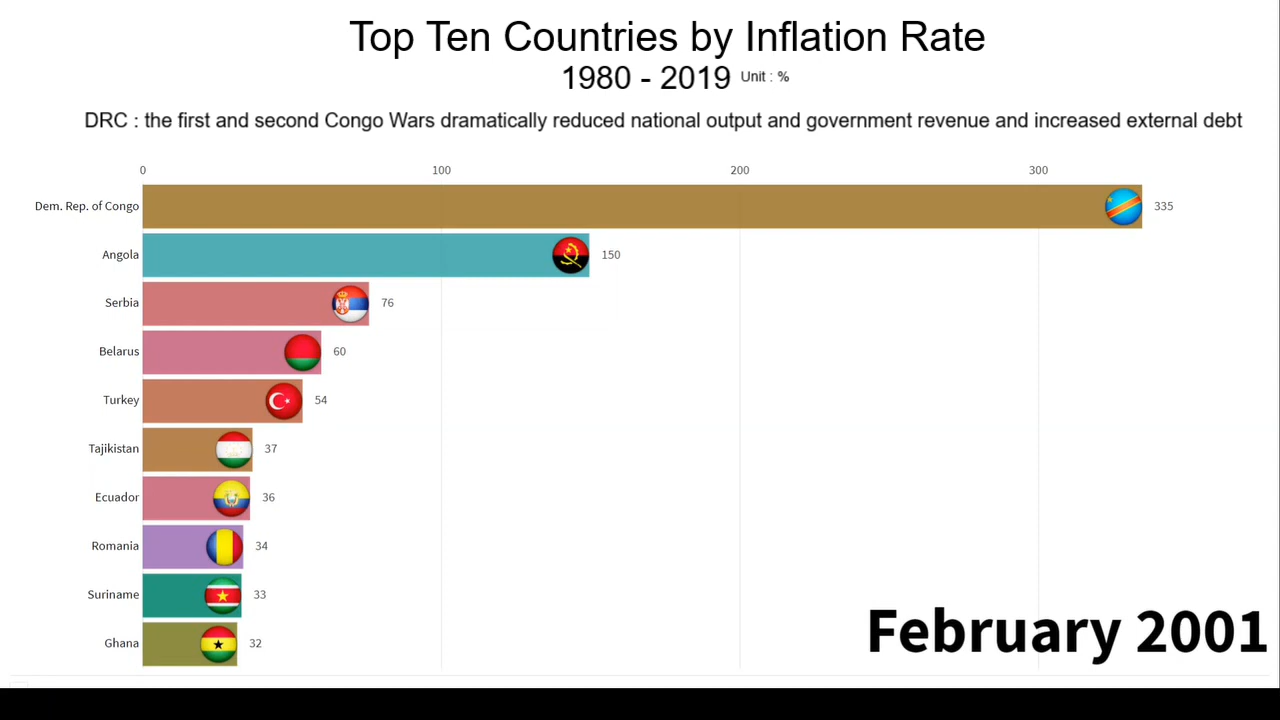 Top Ten Countries by Inflation Rate
1980 - 2019 Unit : %
DRC : the first and second Congo Wars dramatically reduced national output and government revenue and increased external debt
0 100 200 300
Dem. Rep. of Congo 335
Angola 150
Serbia 76
Belarus 60
Turkey 54
Tajikistan 37
Ecuador 36
Romania 34
Suriname 33
Ghana 32
February 2001